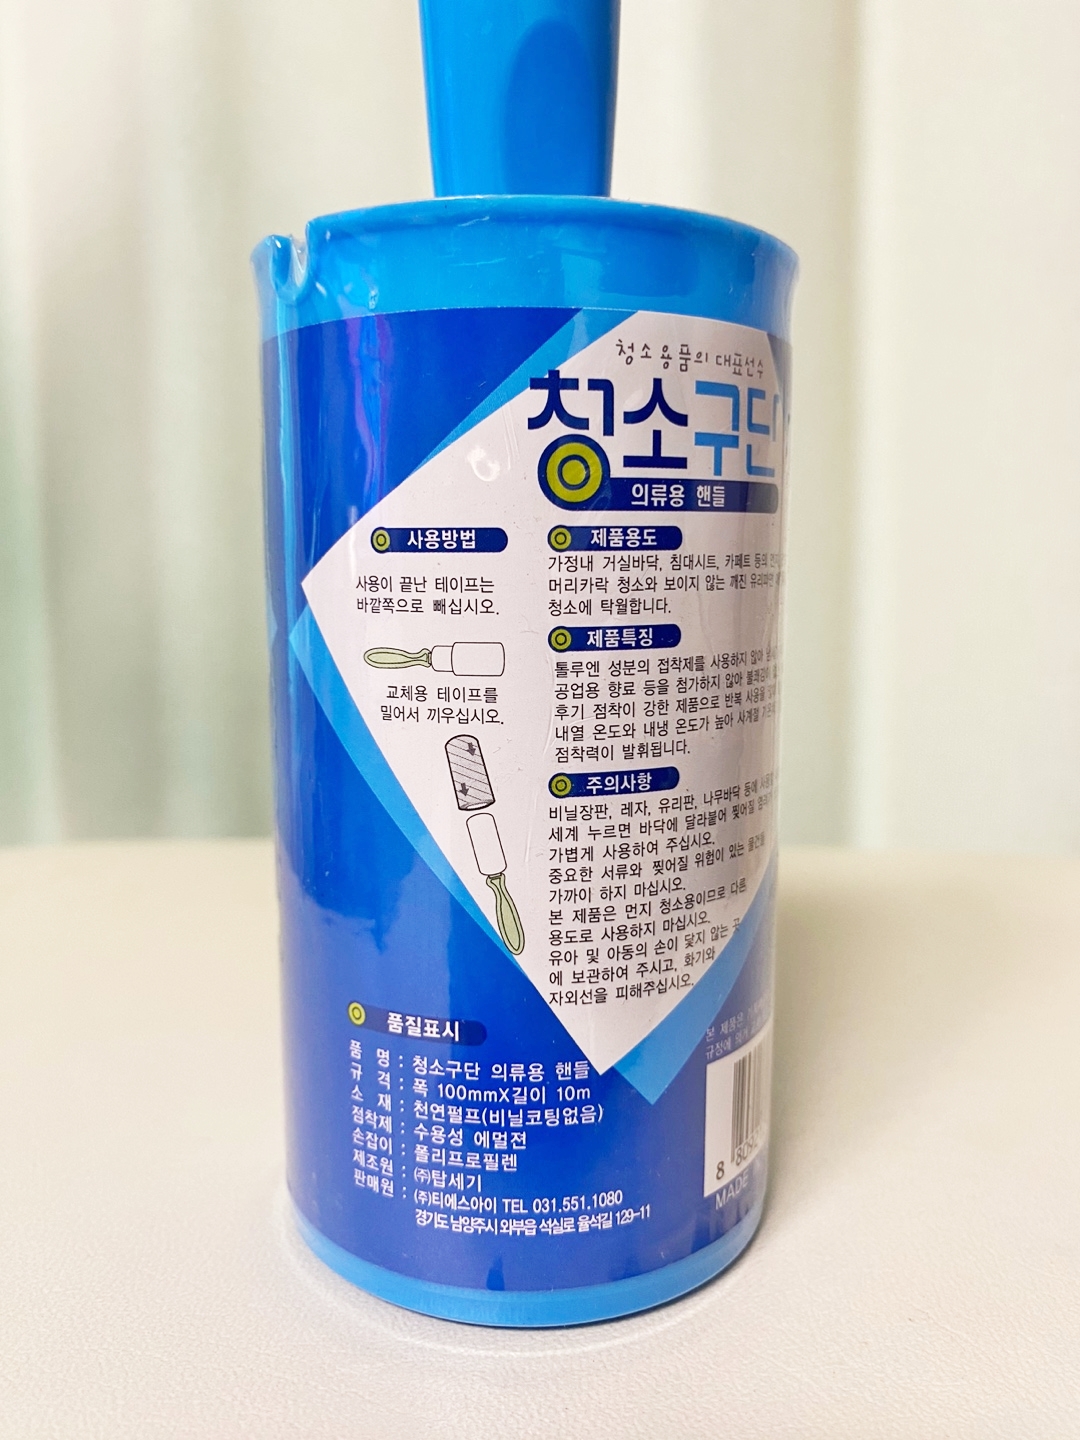 청소용품의 대표선수
청소구단
의류용 핸들
사용방법
사용이 끝난 테이프는
바깥쪽으로 빼십시오.
교체용 테이프를
밀어서 끼우십시오.
제품용도
가정내 거실바닥, 침대시트, 카페트 등의
머리카락 청소와 보이지 않는 깨진 유리파편
청소에 탁월합니다.
제품특징
톨루엔 성분의 접착제를 사용하지 않아
공업용 향료 등을 첨가하지 않아 불쾌감이
후기 점착이 강한 제품으로 반복 사용을
내열 온도와 내냉 온도가 높아 사계절
점착력이 발휘됩니다.
주의사항
비닐장판, 레자, 유리판, 나무바닥 등에
세계 누르면 바닥에 달라붙어 찢어질
가볍게 사용하여 주십시오.
중요한 서류와 찢어질 위험이 있는 물건을
가까이 하지 마십시오.
본 제품은 먼지 청소용이므로 다른
용도로 사용하지 마십시오.
유아 및 아동의 손이 닿지 않는 곳
에 보관하여 주시고, 화기와
자외선을 피해주십시오.
품질표시
품 명 : 청소구단 의류용 핸들
규 격 : 폭 100mmX길이 10m
소 재 : 천연펄프(비닐코팅없음)
점착제 : 수용성 에멀젼
손잡이 : 폴리프로필렌
제조원 : ㈜탑세기
판매원 : ㈜티에스아이 TEL 031.551.1080
경기도 남양주시 와부읍 석실로 율석길 129-11
본 제품은
규정에
8 809
MADE